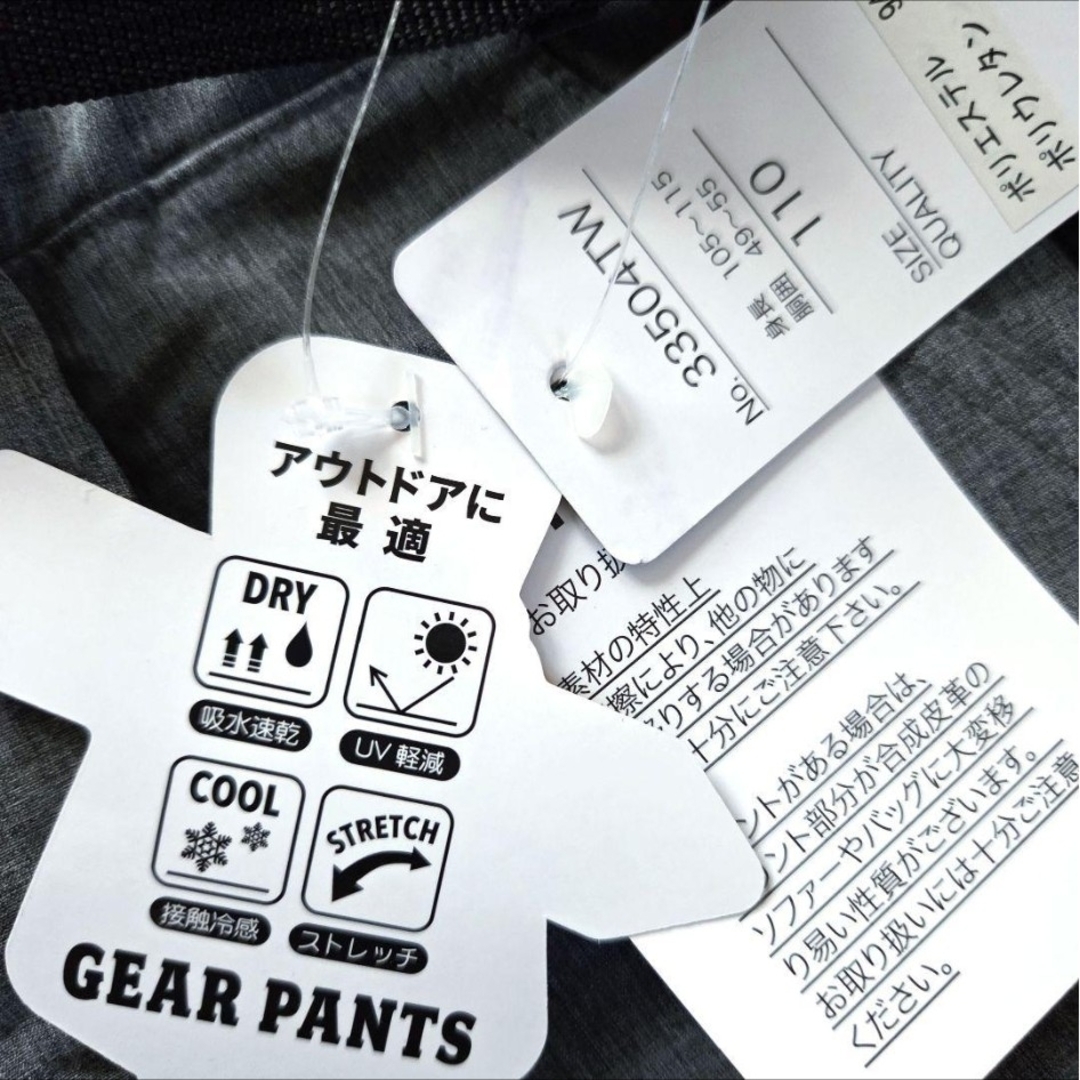 アウトドアに
最適
DRY
吸水速乾
UV 軽減
COOL
接触冷感
STRETCH
ストレッチ
GEAR PANTS
No. 33504TW
身長 105~115
胴囲 49~55
SIZE 110
QUALITY
ポリエステル
ポリウレタン
お取り扱
素材の特性上
擦により、他の物に
りする場合があります
十分にご注意下さい。
ントがある場合は、
ント部分が合成皮革の
ソファーやバッグに大変移
り易い性質がございます。
お取り扱いには十分ご注意
ください。